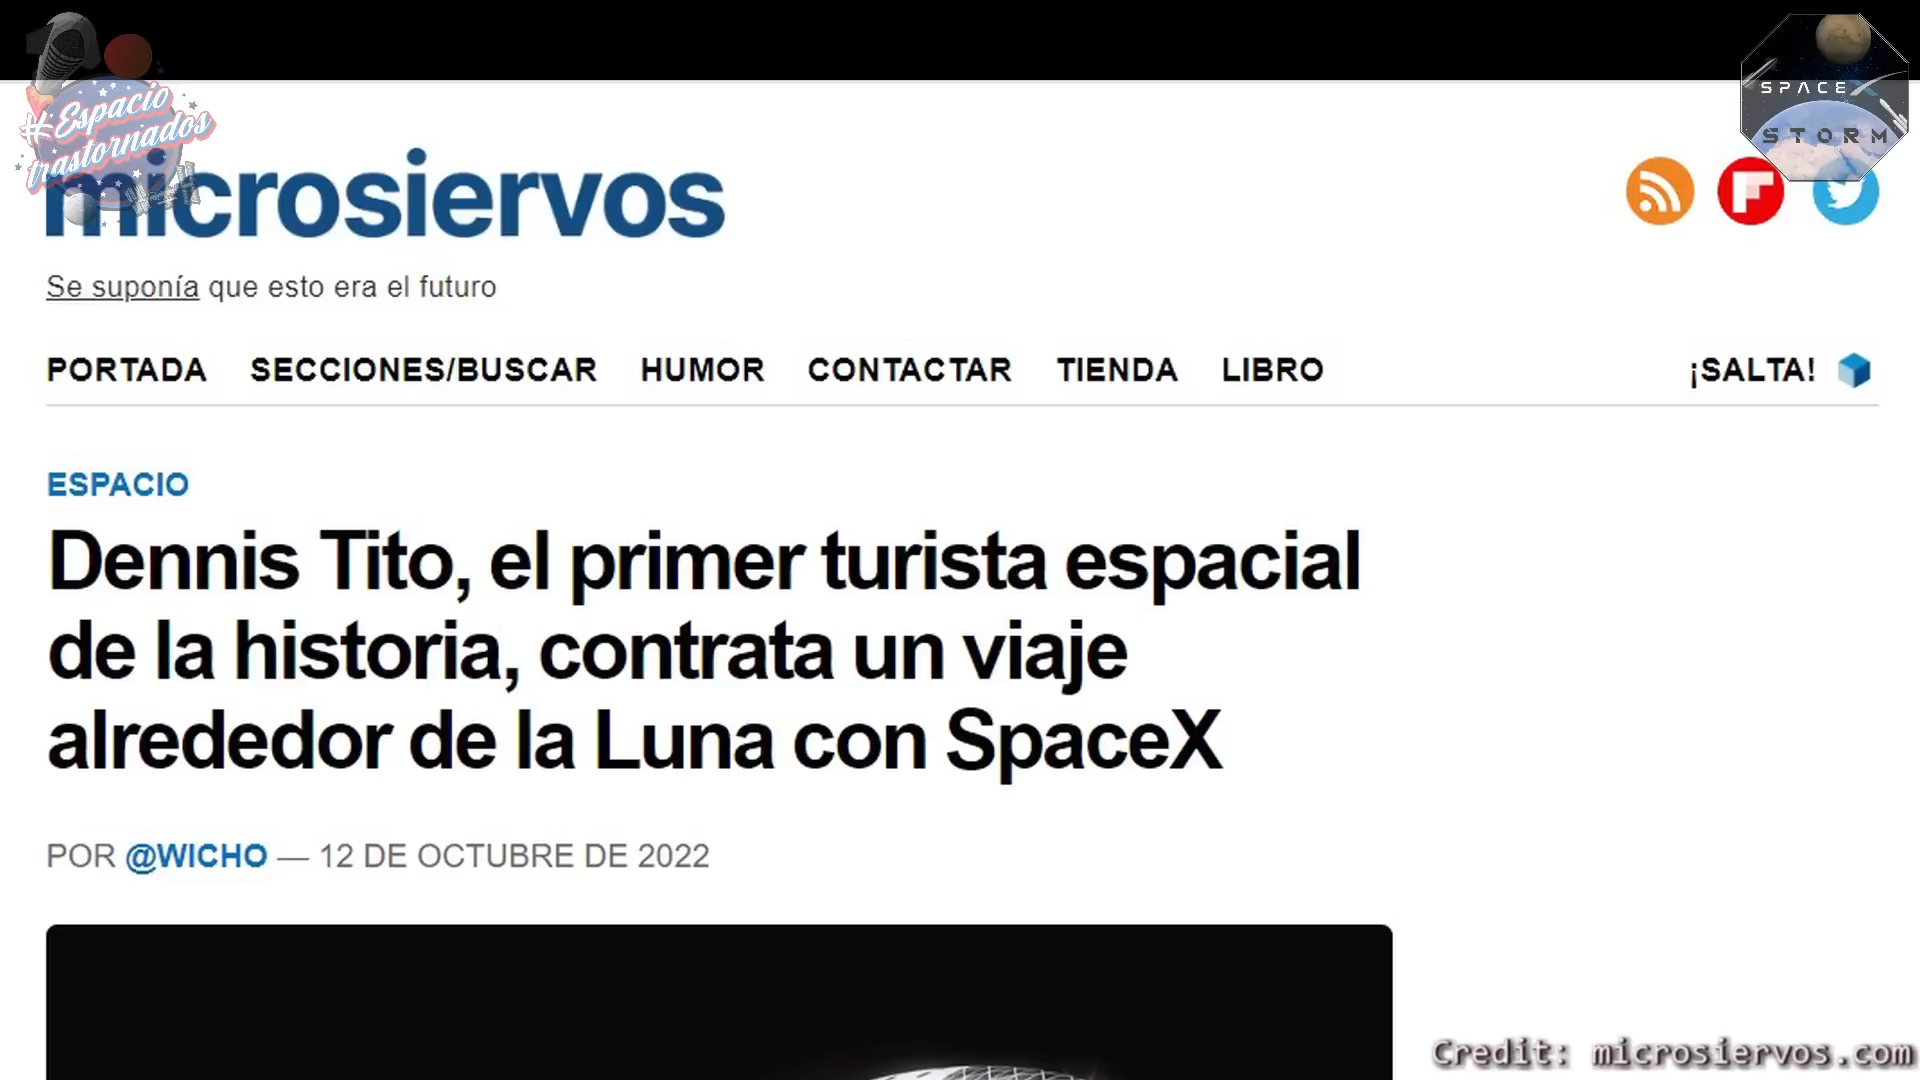 #Espacio
trastornados
SPACEX
STORM
microsiervos
Se suponía que esto era el futuro
PORTADA SECCIONES/BUSCAR HUMOR CONTACTAR TIENDA LIBRO ¡SALTA!
ESPACIO
Dennis Tito, el primer turista espacial
de la historia, contrata un viaje
alrededor de la Luna con SpaceX
POR @WICHO — 12 DE OCTUBRE DE 2022
Credit: microsiervos.com